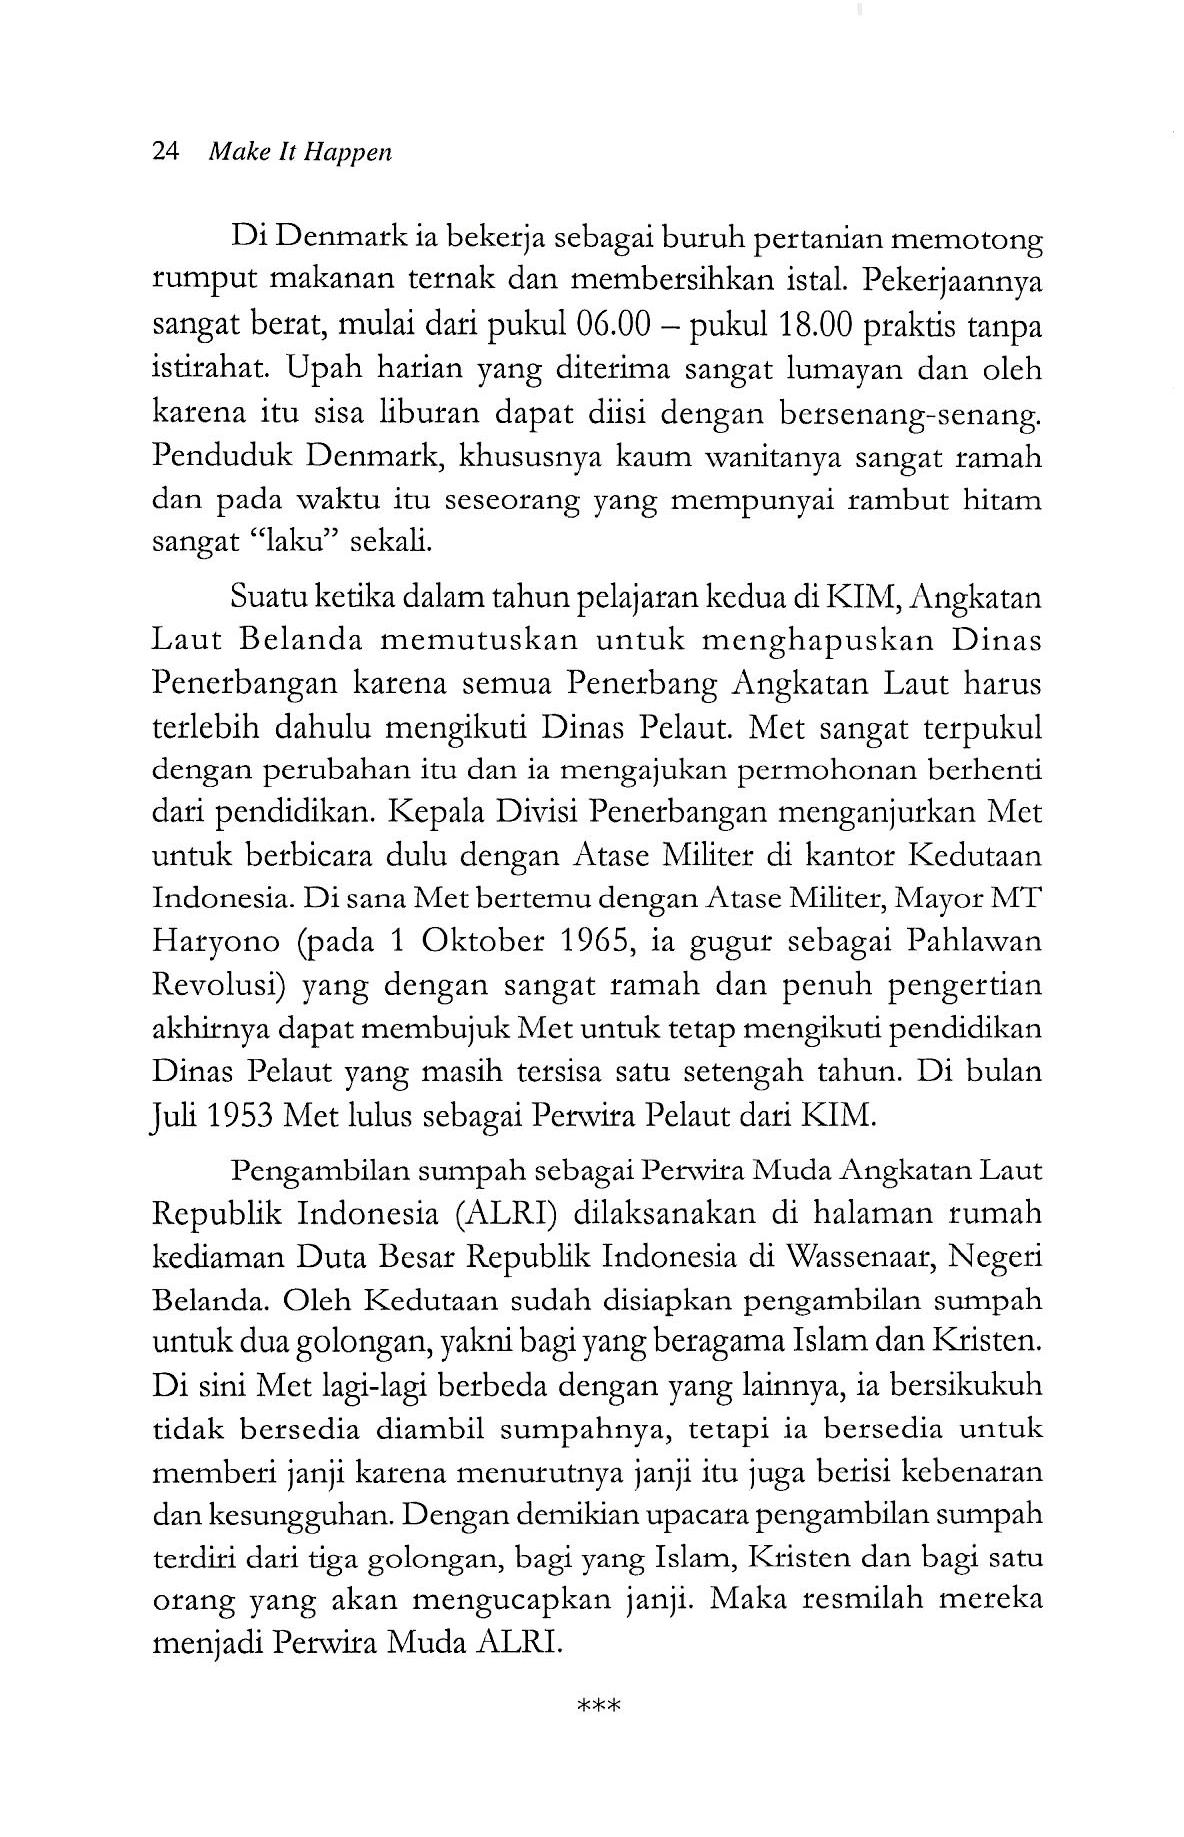 24 Make It Happen
Di Denmark ia bekerja sebagai buruh pertanian memotong
rumput makanan ternak dan membersihkan istal. Pekerjaannya
sangat berat, mulai dari pukul 06.00 – pukul 18.00 praktis tanpa
istirahat. Upah harian yang diterima sangat lumayan dan oleh
karena itu sisa liburan dapat diisi dengan bersenang-senang.
Penduduk Denmark, khususnya kaum wanitanya sangat ramah
dan pada waktu itu seseorang yang mempunyai rambut hitam
sangat “laku” sekali.
Suatu ketika dalam tahun pelajaran kedua di KIM, Angkatan
Laut Belanda memutuskan untuk menghapuskan Dinas
Penerbangan karena semua Penerbang Angkatan Laut harus
terlebih dahulu mengikuti Dinas Pelaut. Met sangat terpukul
dengan perubahan itu dan ia mengajukan permohonan berhenti
dari pendidikan. Kepala Divisi Penerbangan menganjurkan Met
untuk berbicara dulu dengan Atase Militer di kantor Kedutaan
Indonesia. Di sana Met bertemu dengan Atase Militer, Mayor MT
Haryono (pada 1 Oktober 1965, ia gugur sebagai Pahlawan
Revolusi) yang dengan sangat ramah dan penuh pengertian
akhirnya dapat membujuk Met untuk tetap mengikuti pendidikan
Dinas Pelaut yang masih tersisa satu setengah tahun. Di bulan
Juli 1953 Met lulus sebagai Perwira Pelaut dari KIM.
Pengambilan sumpah sebagai Perwira Muda Angkatan Laut
Republik Indonesia (ALRI) dilaksanakan di halaman rumah
kediaman Duta Besar Republik Indonesia di Wassenaar, Negeri
Belanda. Oleh Kedutaan sudah disiapkan pengambilan sumpah
untuk dua golongan, yakni bagi yang beragama Islam dan Kristen.
Di sini Met lagi-lagi berbeda dengan yang lainnya, ia bersikukuh
tidak bersedia diambil sumpahnya, tetapi ia bersedia untuk
memberi janji karena menurutnya janji itu juga berisi kebenaran
dan kesungguhan. Dengan demikian upacara pengambilan sumpah
terdiri dari tiga golongan, bagi yang Islam, Kristen dan bagi satu
orang yang akan mengucapkan janji. Maka resmilah mereka
menjadi Perwira Muda ALRI.
***